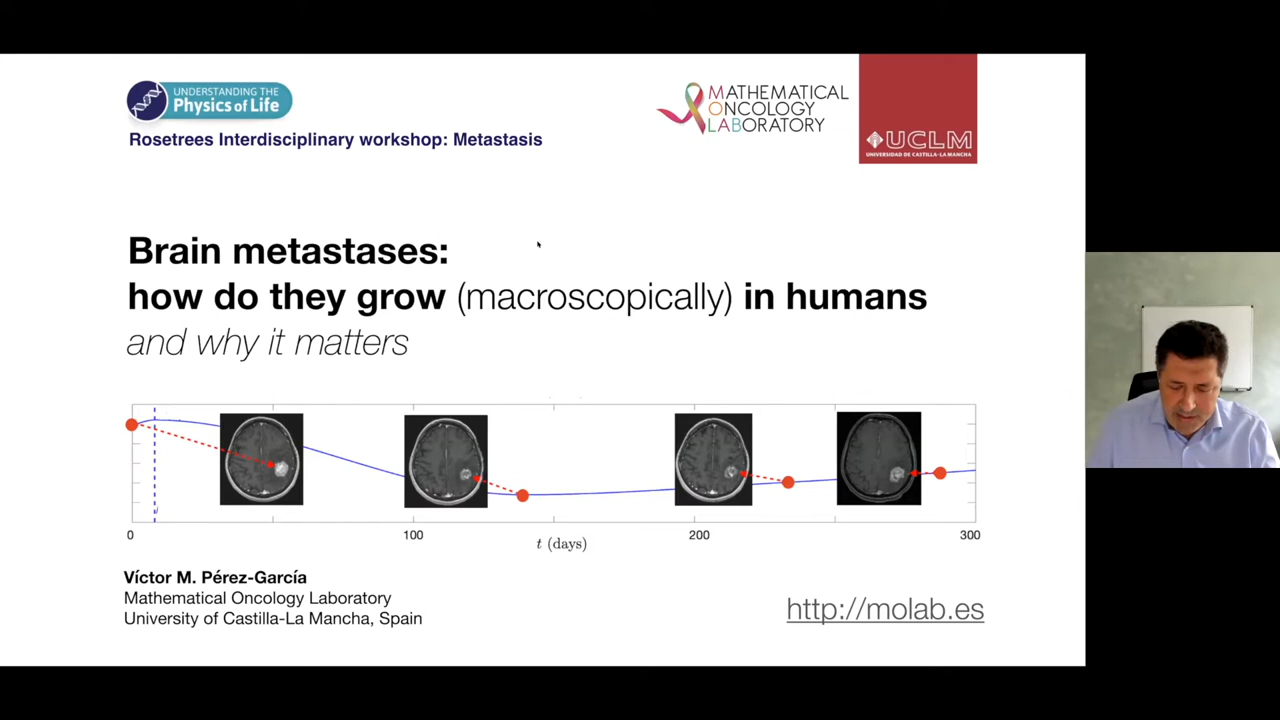 UNDERSTANDING THE
Physics of Life
Rosetrees Interdisciplinary workshop: Metastasis
MATHEMATICAL
ONCOLOGY
LABORATORY
UCLM
UNIVERSIDAD DE CASTILLA-LA MANCHA
Brain metastases:
how do they grow (macroscopically) in humans
and why it matters
0
100
200
300
t (days)
Víctor M. Pérez-García
Mathematical Oncology Laboratory
University of Castilla-La Mancha, Spain
http://molab.es